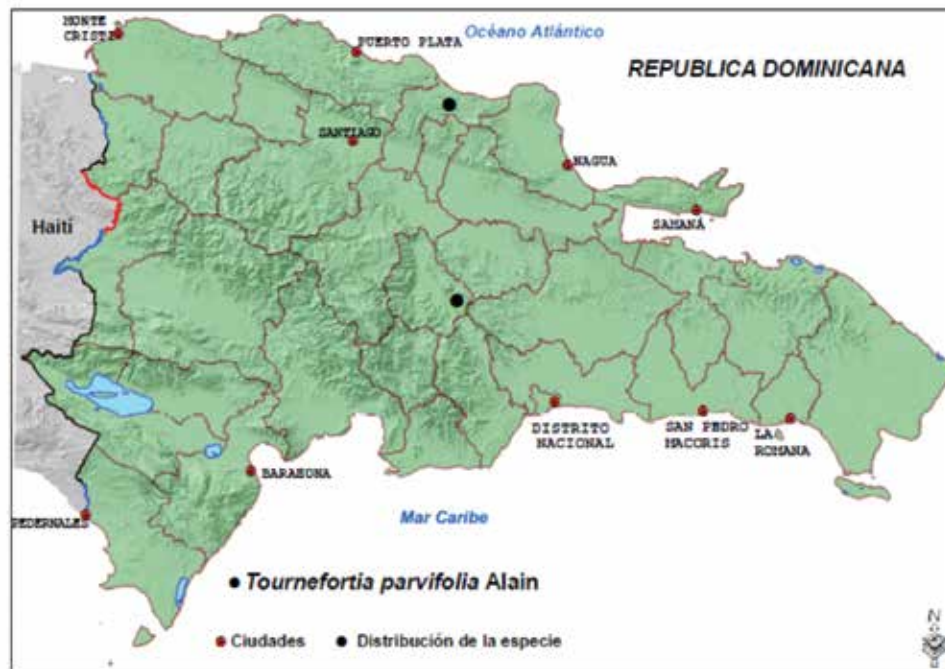 MONTE
CRISTI
PUERTO PLATA
Océano Atlántico
REPUBLICA DOMINICANA
SANTIAGO
NAGUA
SAMANÁ
Haití
DISTRITO
NACIONAL
SAN PEDRO
MACORIS
LA
ROMANA
BARAHONA
PEDERNALES
Mar Caribe
Tournefortia parvifolia Alain
Ciudades
Distribución de la especie
N